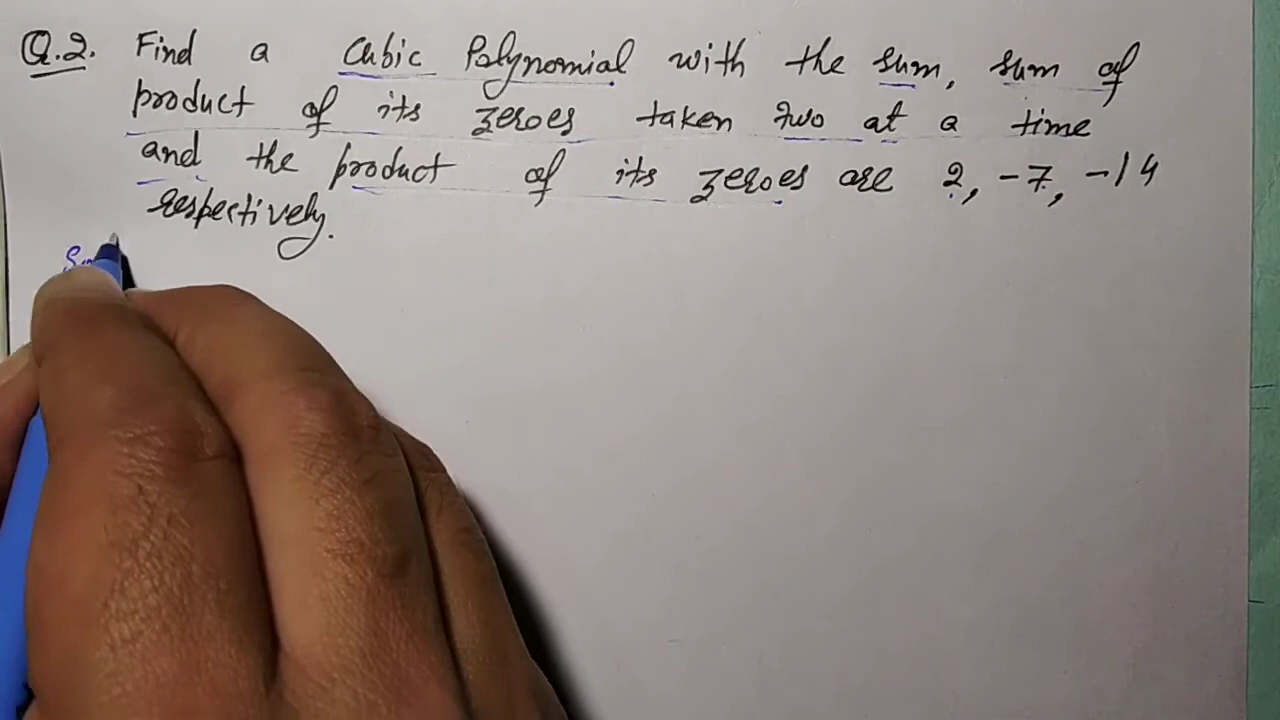 Q.2. Find a Cubic Polynomial with the sum, sum of
product of its zeroes taken two at a time
and the product of its zeroes are 2, -7, -14
respectively.